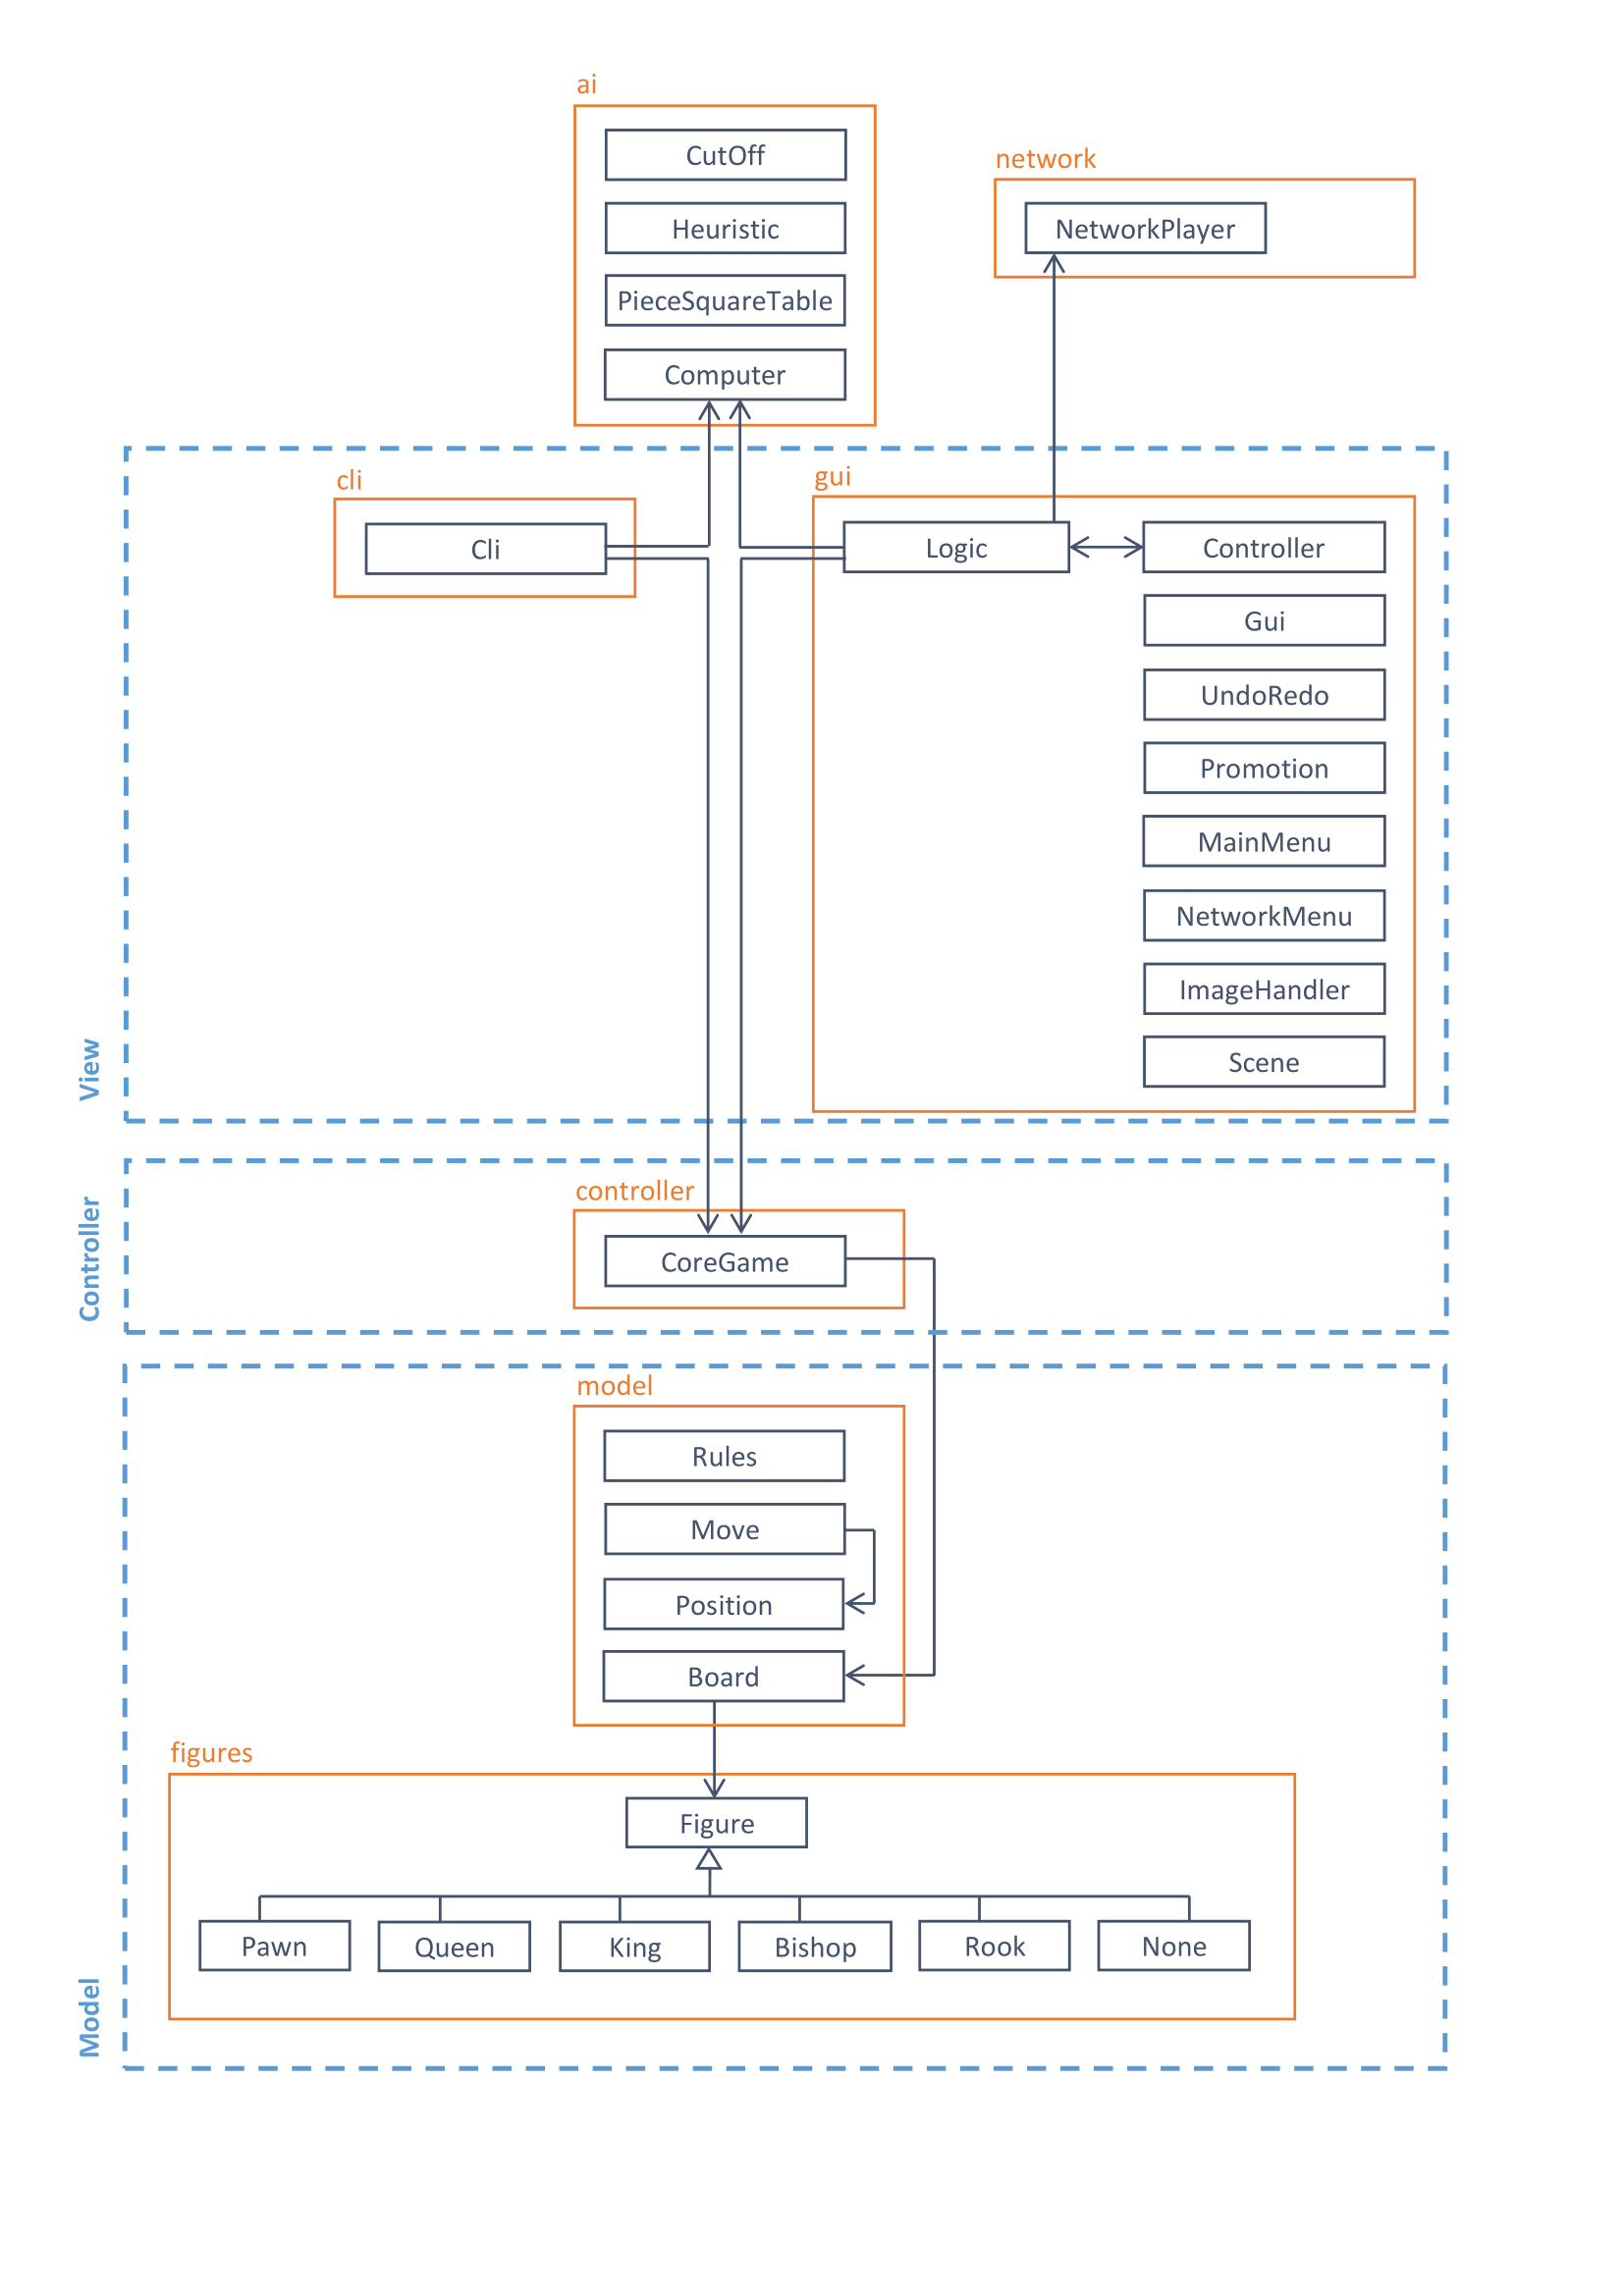 ai
CutOff
Heuristic
PieceSquareTable
Computer
network
NetworkPlayer
View
cli
Cli
gui
Logic
Controller
Gui
UndoRedo
Promotion
MainMenu
NetworkMenu
ImageHandler
Scene
Controller
controller
CoreGame
Model
model
Rules
Move
Position
Board
figures
Figure
Pawn
Queen
King
Bishop
Rook
None